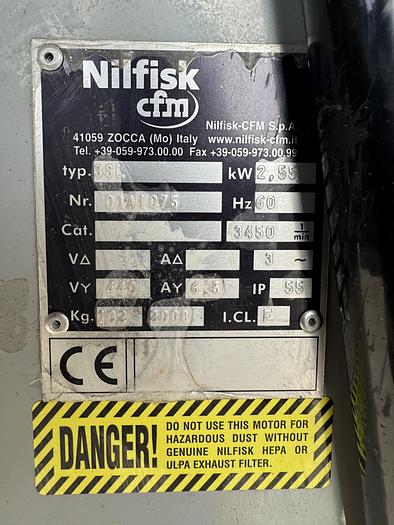 Nilfisk
cfm
Nilfisk-CFM S.p.A.
41059 ZOCCA (Mo) Italy www.nilfisk-cfm.it
Tel. +39-059-973.00.00 Fax +39-059-973.00.99
typ. kW 2,55
Nr. Hz 60
Cat. 3450 1/min
V∆ A∆ 3 ~
VY AY IP 55
Kg. I.CL. F
CE
DANGER! DO NOT USE THIS MOTOR FOR
HAZARDOUS DUST WITHOUT
GENUINE NILFISK HEPA OR
ULPA EXHAUST FILTER.